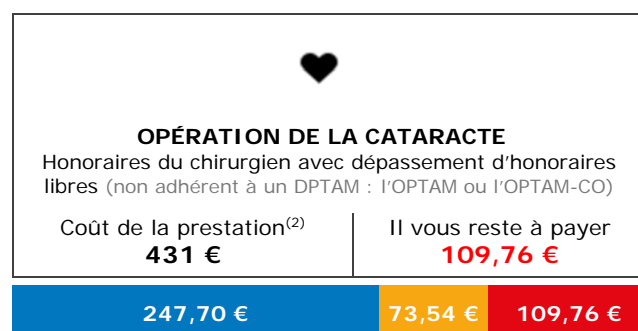 OPÉRATION DE LA CATARACTE
Honoraires du chirurgien avec dépassement d’honoraires
libres (non adhérent à un DPTAM : l’OPTAM ou l’OPTAM-CO)
Coût de la prestation(2)
431 €
Il vous reste à payer
109,76 €
247,70 € 73,54 € 109,76 €